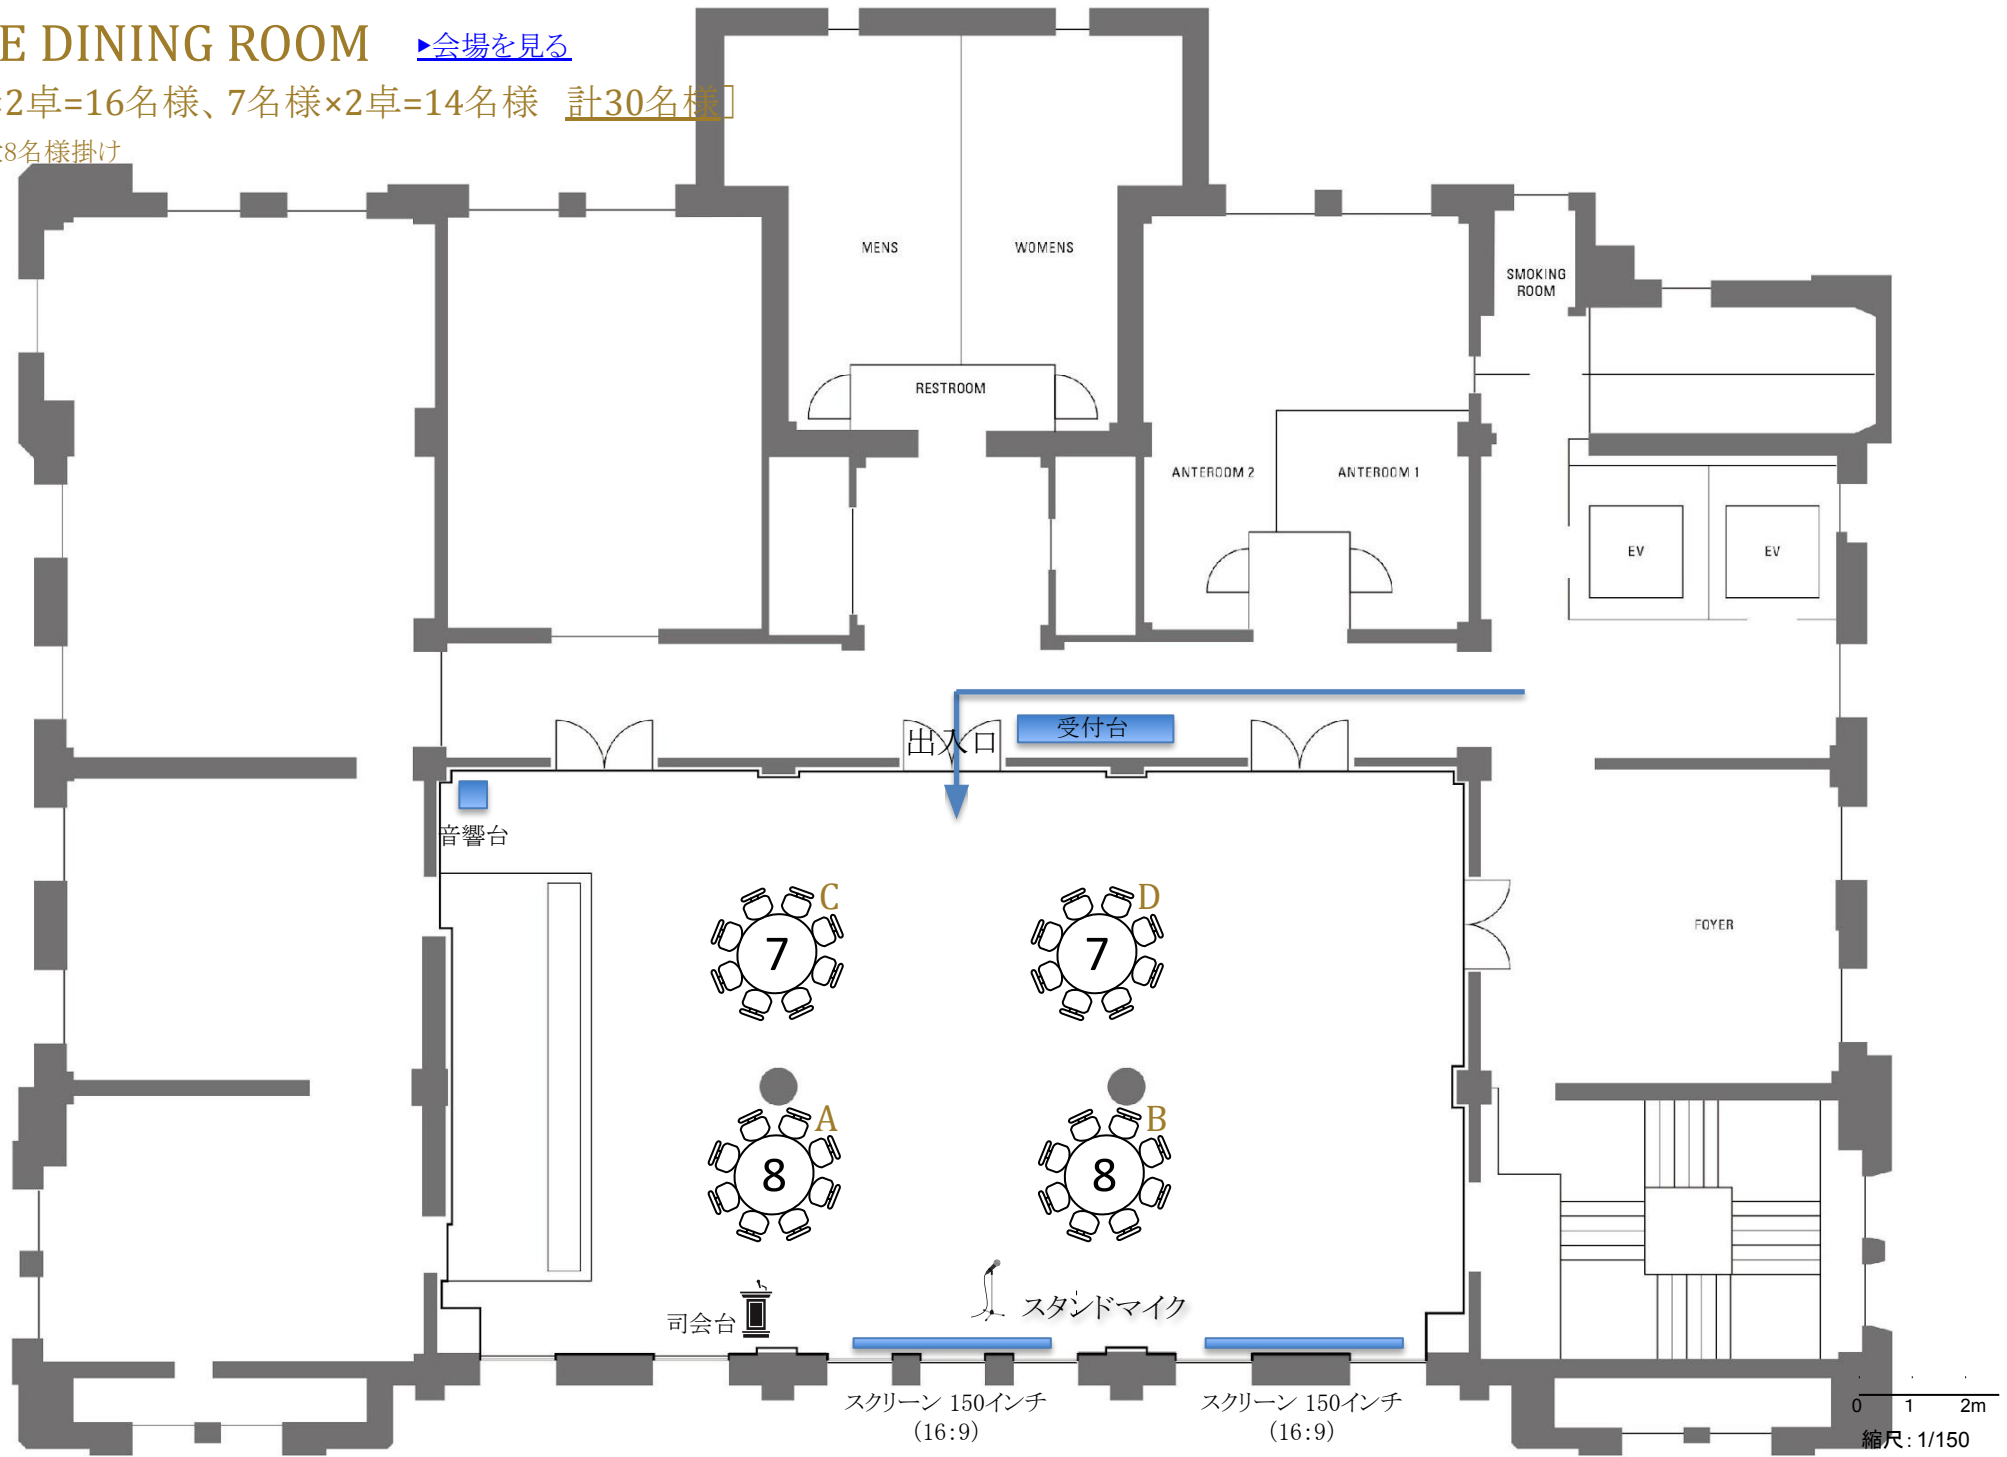 E DINING ROOM ▶会場を見る
2卓=16名様、7名様×2卓=14名様 計30名様］
8名様掛け
MENS
WOMENS
SMOKING
ROOM
RESTROOM
ANTEROOM 2
ANTEROOM 1
EV
EV
受付台
出入口
音響台
C
D
7
7
FOYER
A
B
8
8
司会台
スタンドマイク
スクリーン 150インチ
（16：9）
スクリーン 150インチ
（16：9）
0 1 2m
縮尺：1/150